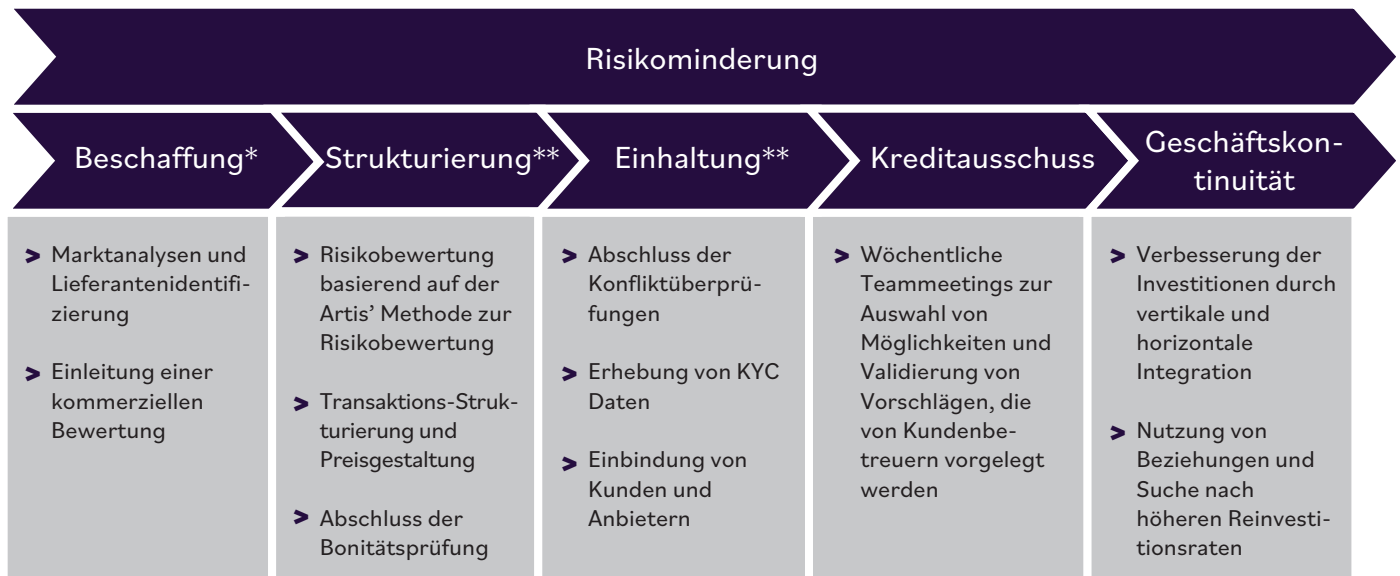 Risikominderung
Beschaffung*
Strukturierung**
Einhaltung**
Kreditausschuss
Geschäftskon-
tinuität
> Marktanalysen und
Lieferantenidentifi-
zierung
> Einleitung einer
kommerziellen
Bewertung
> Risikobewertung
basierend auf der
Artis’ Methode zur
Risikobewertung
> Transaktions-Struk-
turierung und
Preisgestaltung
> Abschluss der
Bonitätsprüfung
> Abschluss der
Konfliktüberprü-
fungen
> Erhebung von KYC
Daten
> Einbindung von
Kunden und
Anbietern
> Wöchentliche
Teammeetings zur
Auswahl von
Möglichkeiten und
Validierung von
Vorschlägen, die
von Kundenbe-
treuern vorgelegt
werden
> Verbesserung der
Investitionen durch
vertikale und
horizontale
Integration
> Nutzung von
Beziehungen und
Suche nach
höheren Reinvesti-
tionsraten